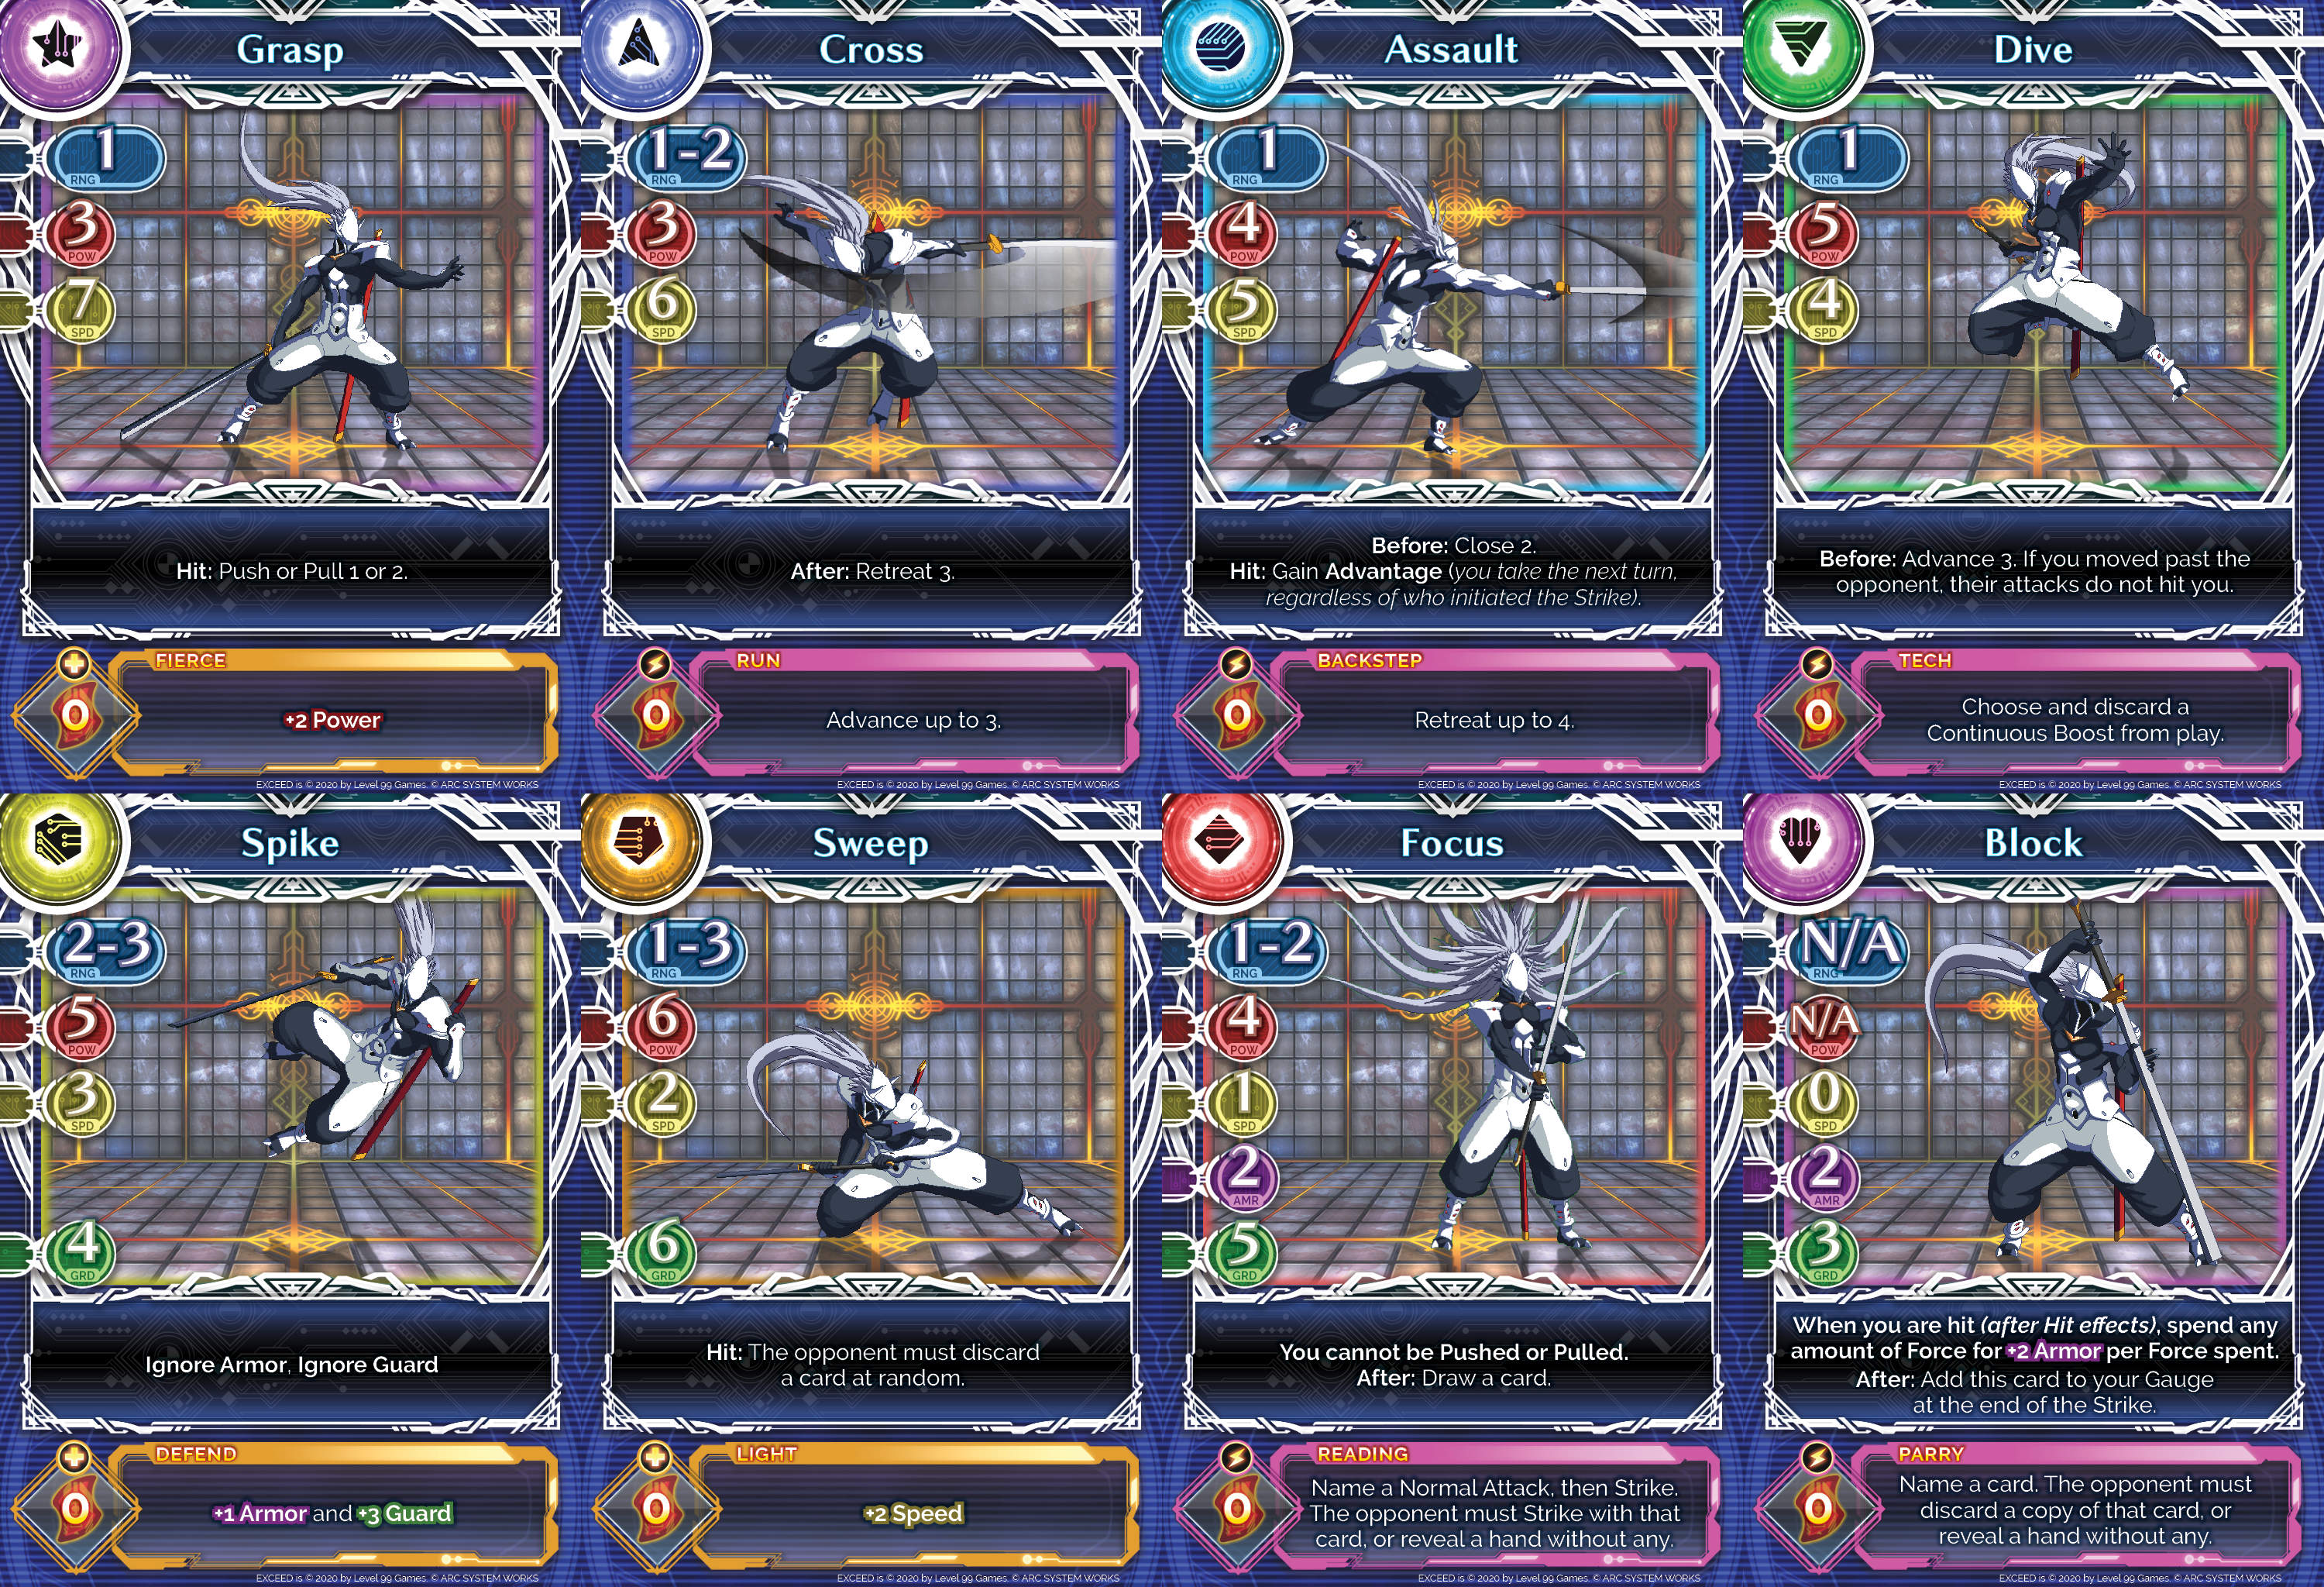 Grasp
1
RNG
3
POW
7
SPD
Hit: Push or Pull 1 or 2.
FIERCE
0
+2 Power
EXCEED is © 2020 by Level 99 Games. © ARC SYSTEM WORKS
Cross
1-2
RNG
3
POW
6
SPD
After: Retreat 3.
RUN
0
Advance up to 3.
EXCEED is © 2020 by Level 99 Games. © ARC SYSTEM WORKS
Assault
1
RNG
4
POW
5
SPD
Before: Close 2.
Hit: Gain Advantage (you take the next turn,
regardless of who initiated the Strike).
BACKSTEP
0
Retreat up to 4.
EXCEED is © 2020 by Level 99 Games. © ARC SYSTEM WORKS
Dive
1
RNG
5
POW
4
SPD
Before: Advance 3. If you moved past the
opponent, their attacks do not hit you.
TECH
0
Choose and discard a
Continuous Boost from play.
EXCEED is © 2020 by Level 99 Games. © ARC SYSTEM WORKS
Spike
2-3
RNG
5
POW
3
SPD
4
GRD
Ignore Armor, Ignore Guard
DEFEND
0
+1 Armor and +3 Guard
EXCEED is © 2020 by Level 99 Games. © ARC SYSTEM WORKS
Sweep
1-3
RNG
6
POW
2
SPD
6
GRD
Hit: The opponent must discard
a card at random.
LIGHT
0
+2 Speed
EXCEED is © 2020 by Level 99 Games. © ARC SYSTEM WORKS
Focus
1-2
RNG
4
POW
1
SPD
2
AMR
5
GRD
You cannot be Pushed or Pulled.
After: Draw a card.
READING
0
Name a Normal Attack, then Strike.
The opponent must Strike with that
card, or reveal a hand without any.
EXCEED is © 2020 by Level 99 Games. © ARC SYSTEM WORKS
Block
N/A
RNG
N/A
POW
0
SPD
2
AMR
3
GRD
When you are hit (after Hit effects), spend any
amount of Force for +2 Armor per Force spent.
After: Add this card to your Gauge
at the end of the Strike.
PARRY
0
Name a card. The opponent must
discard a copy of that card, or
reveal a hand without any.
EXCEED is © 2020 by Level 99 Games. © ARC SYSTEM WORKS